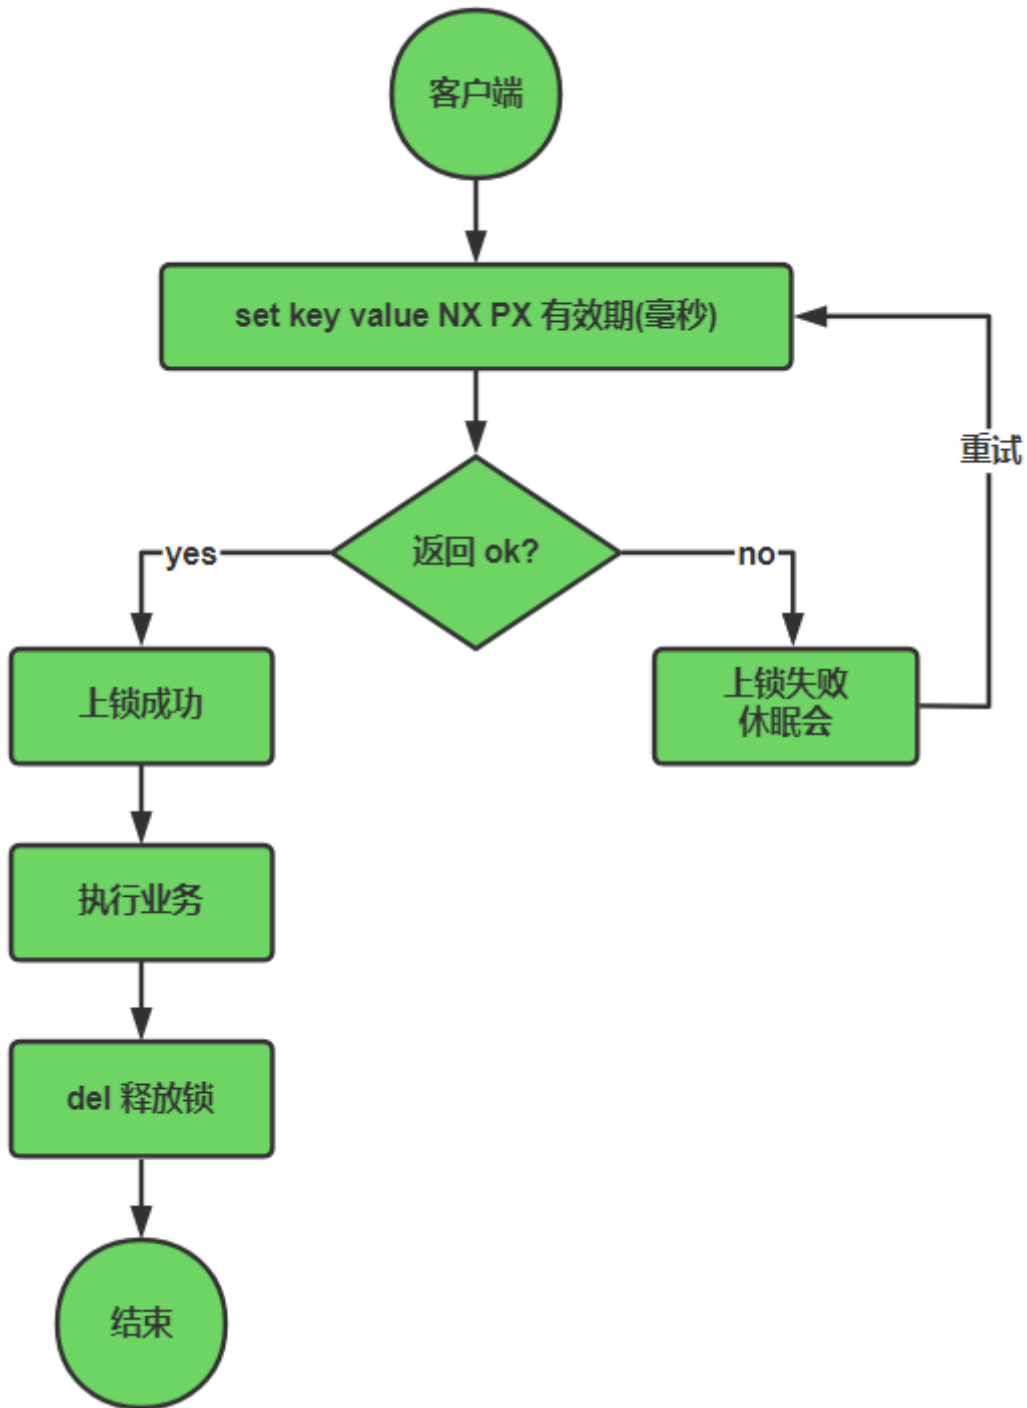 客户端
set key value NX PX 有效期(毫秒)
重试
返回 ok?
yes
no
上锁成功
上锁失败
休眠会
执行业务
del 释放锁
结束